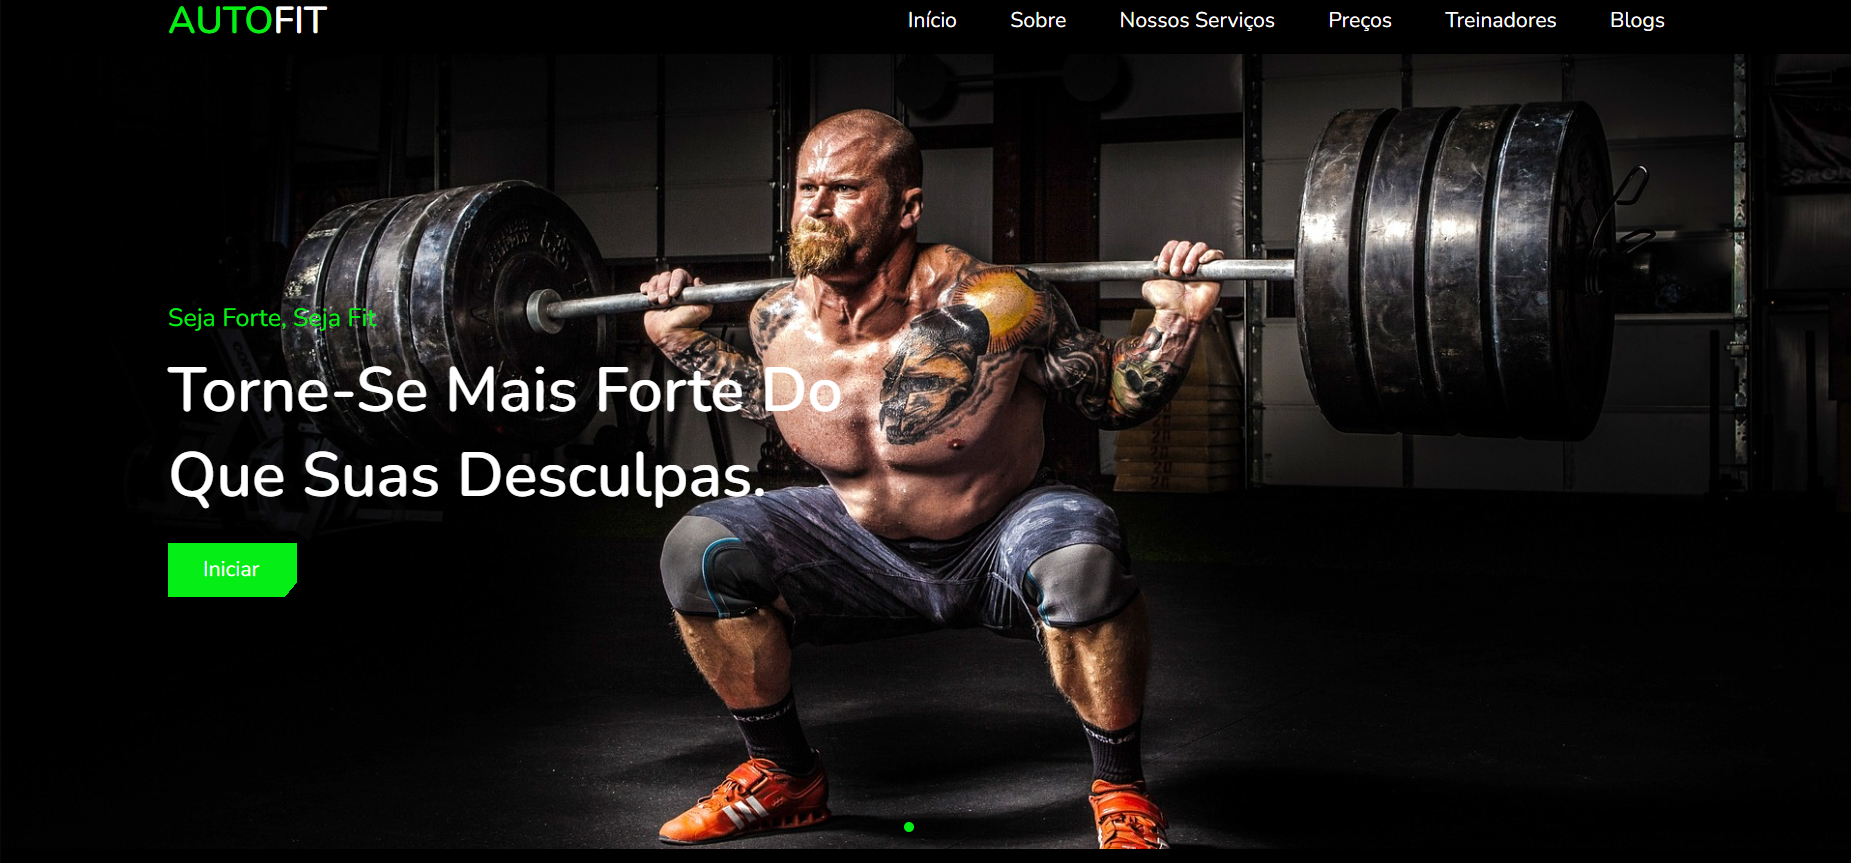 AUTOFIT
Início Sobre Nossos Serviços Preços Treinadores Blogs
Seja Forte, Seja Fit
Torne-Se Mais Forte Do
Que Suas Desculpas.
Iniciar